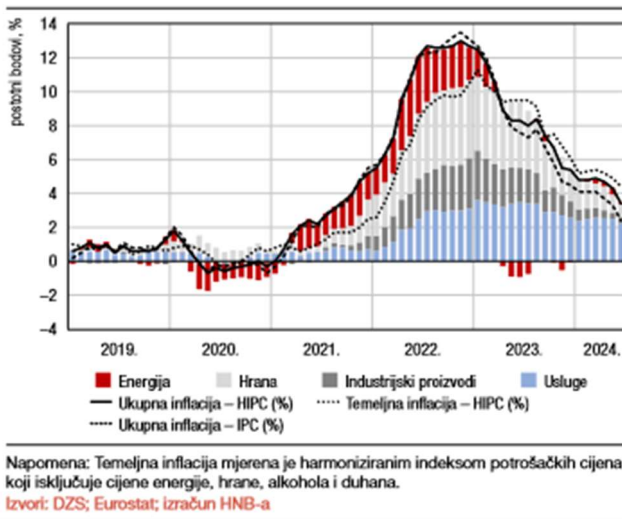 postotni bodovi, %
14
12
10
8
6
4
2
0
−2
−4
2019. 2020. 2021. 2022. 2023. 2024.
Energija Hrana Industrijski proizvodi Usluge
Ukupna inflacija – HIPC (%) Temeljna inflacija – HIPC (%)
Ukupna inflacija – IPC (%)
Napomena: Temeljna inflacija mjerena je harmoniziranim indeksom potrošačkih cijena
koji isključuje cijene energije, hrane, alkohola i duhana.
Izvori: DZS; Eurostat; izračun HNB-a